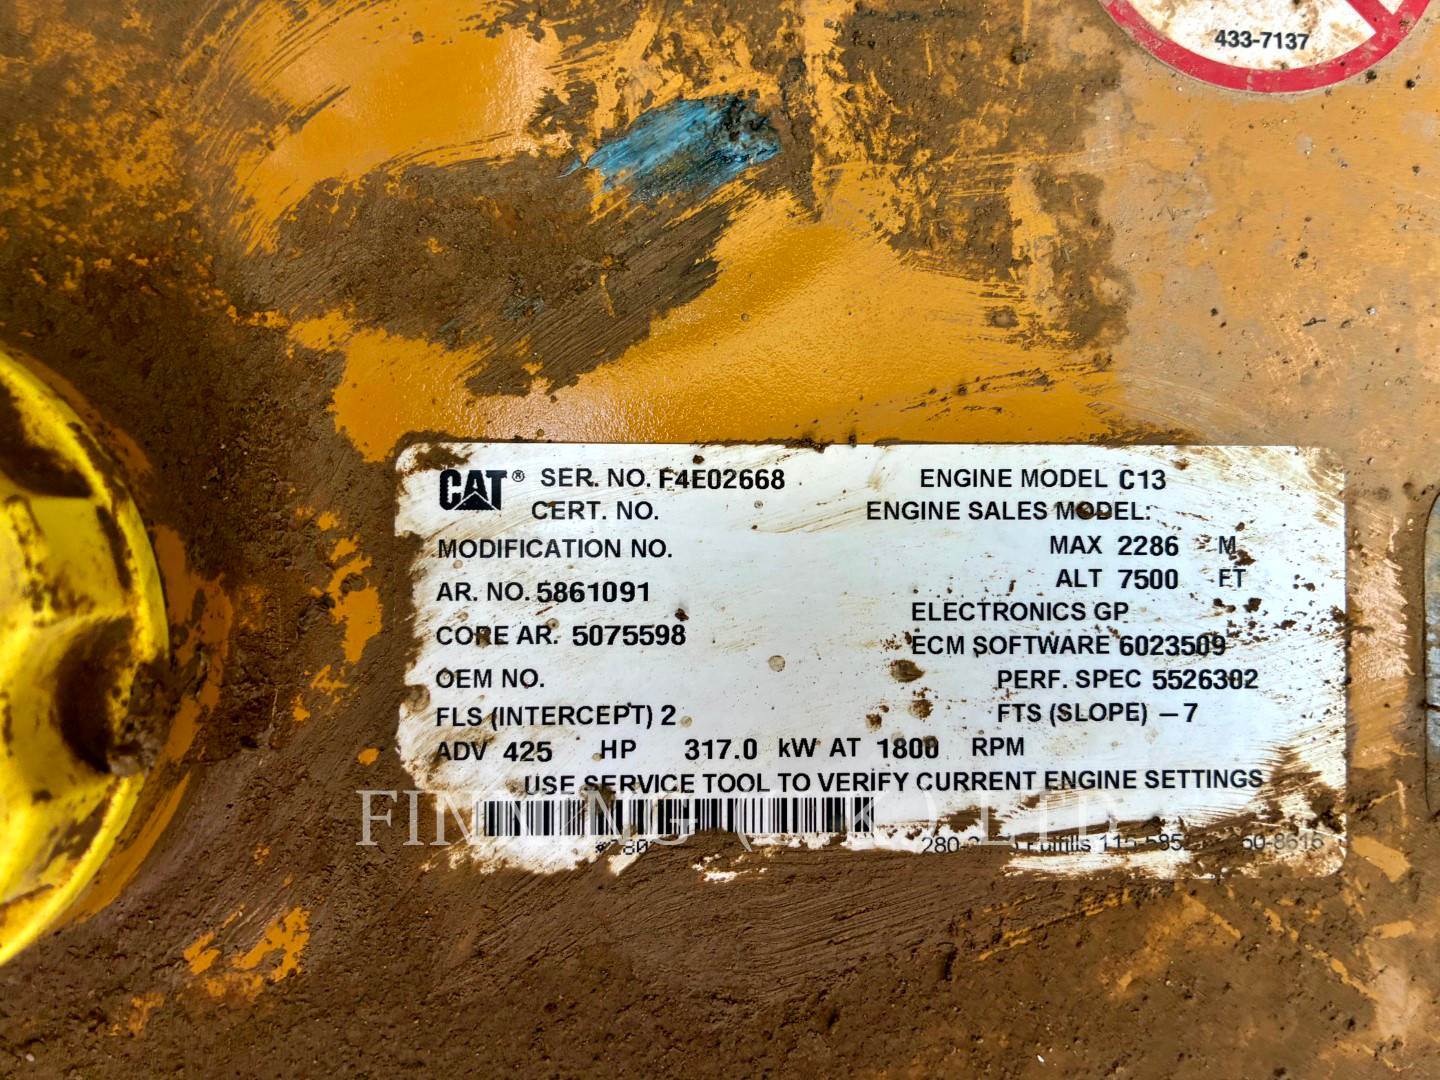 433-7137
CAT® SER. NO. F4E02668 ENGINE MODEL C13
CERT. NO. ENGINE SALES MODEL:
MODIFICATION NO. MAX 2286 M
ALT 7500 FT
AR. NO. 5861091 ELECTRONICS GP
CORE AR. 5075598 ECM SOFTWARE 6023509
OEM NO. PERF. SPEC 5526302
FLS (INTERCEPT) 2 FTS (SLOPE) -7
ADV 425 HP 317.0 kW AT 1800 RPM
USE SERVICE TOOL TO VERIFY CURRENT ENGINE SETTINGS
FINNING (UK) LTD